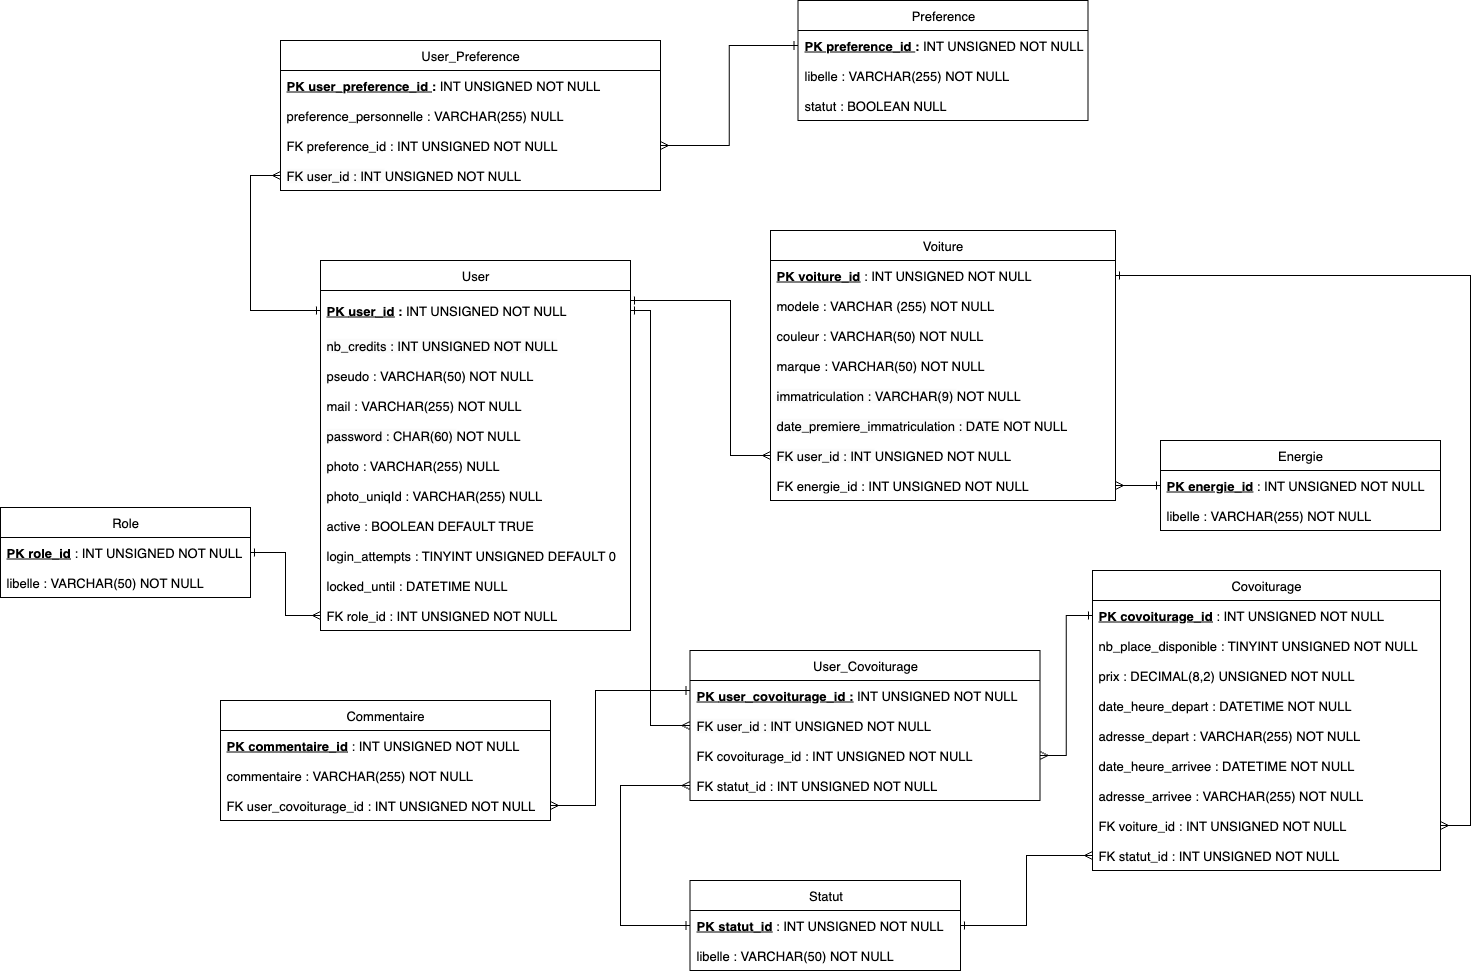 Preference
PK preference_id : INT UNSIGNED NOT NULL
libelle : VARCHAR(255) NOT NULL
statut : BOOLEAN NULL
User_Preference
PK user_preference_id : INT UNSIGNED NOT NULL
preference_personnelle : VARCHAR(255) NULL
FK preference_id : INT UNSIGNED NOT NULL
FK user_id : INT UNSIGNED NOT NULL
User
PK user_id : INT UNSIGNED NOT NULL
nb_credits : INT UNSIGNED NOT NULL
pseudo : VARCHAR(50) NOT NULL
mail : VARCHAR(255) NOT NULL
password : CHAR(60) NOT NULL
photo : VARCHAR(255) NULL
photo_uniqId : VARCHAR(255) NULL
active : BOOLEAN DEFAULT TRUE
login_attempts : TINYINT UNSIGNED DEFAULT 0
locked_until : DATETIME NULL
FK role_id : INT UNSIGNED NOT NULL
Voiture
PK voiture_id : INT UNSIGNED NOT NULL
modele : VARCHAR (255) NOT NULL
couleur : VARCHAR(50) NOT NULL
marque : VARCHAR(50) NOT NULL
immatriculation : VARCHAR(9) NOT NULL
date_premiere_immatriculation : DATE NOT NULL
FK user_id : INT UNSIGNED NOT NULL
FK energie_id : INT UNSIGNED NOT NULL
Energie
PK energie_id : INT UNSIGNED NOT NULL
libelle : VARCHAR(255) NOT NULL
Role
PK role_id : INT UNSIGNED NOT NULL
libelle : VARCHAR(50) NOT NULL
Covoiturage
PK covoiturage_id : INT UNSIGNED NOT NULL
nb_place_disponible : TINYINT UNSIGNED NOT NULL
prix : DECIMAL(8,2) UNSIGNED NOT NULL
date_heure_depart : DATETIME NOT NULL
adresse_depart : VARCHAR(255) NOT NULL
date_heure_arrivee : DATETIME NOT NULL
adresse_arrivee : VARCHAR(255) NOT NULL
FK voiture_id : INT UNSIGNED NOT NULL
FK statut_id : INT UNSIGNED NOT NULL
User_Covoiturage
PK user_covoiturage_id : INT UNSIGNED NOT NULL
FK user_id : INT UNSIGNED NOT NULL
FK covoiturage_id : INT UNSIGNED NOT NULL
FK statut_id : INT UNSIGNED NOT NULL
Commentaire
PK commentaire_id : INT UNSIGNED NOT NULL
commentaire : VARCHAR(255) NOT NULL
FK user_covoiturage_id : INT UNSIGNED NOT NULL
Statut
PK statut_id : INT UNSIGNED NOT NULL
libelle : VARCHAR(50) NOT NULL